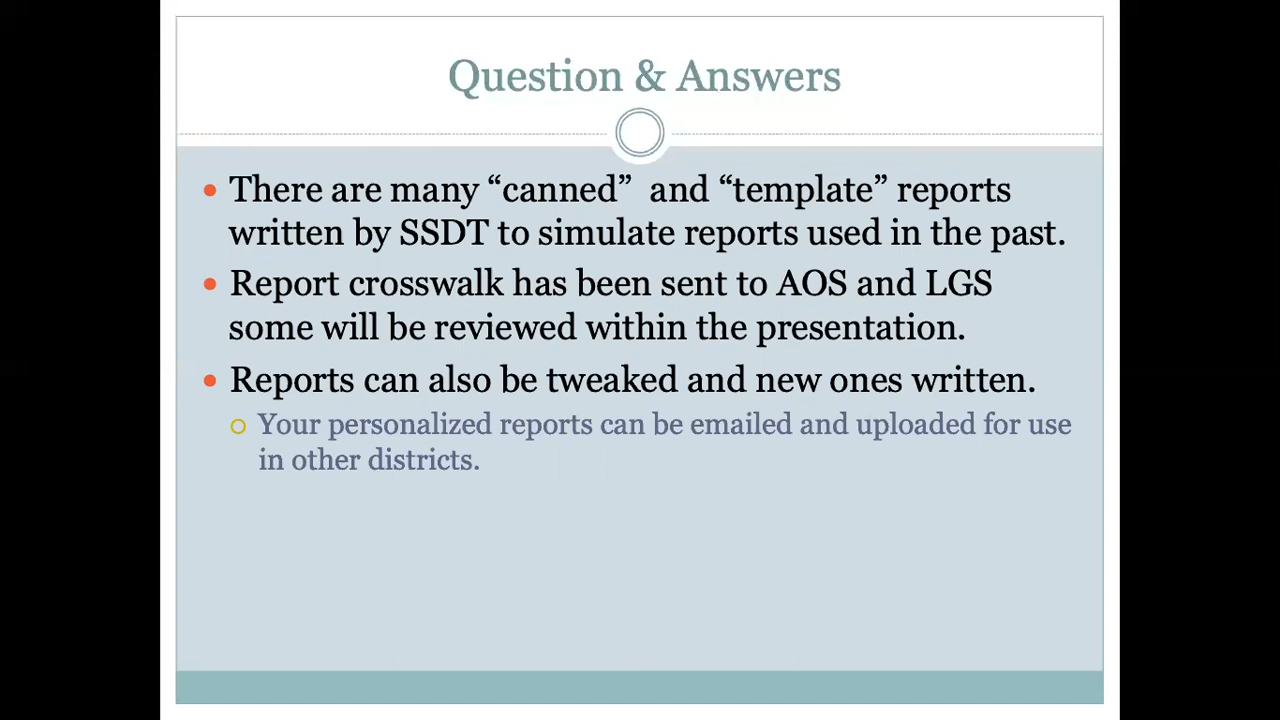 Question & Answers
There are many “canned”  and “template” reports
written by SSDT to simulate reports used in the past.
Report crosswalk has been sent to AOS and LGS
some will be reviewed within the presentation.
Reports can also be tweaked and new ones written.
Your personalized reports can be emailed and uploaded for use
in other districts.